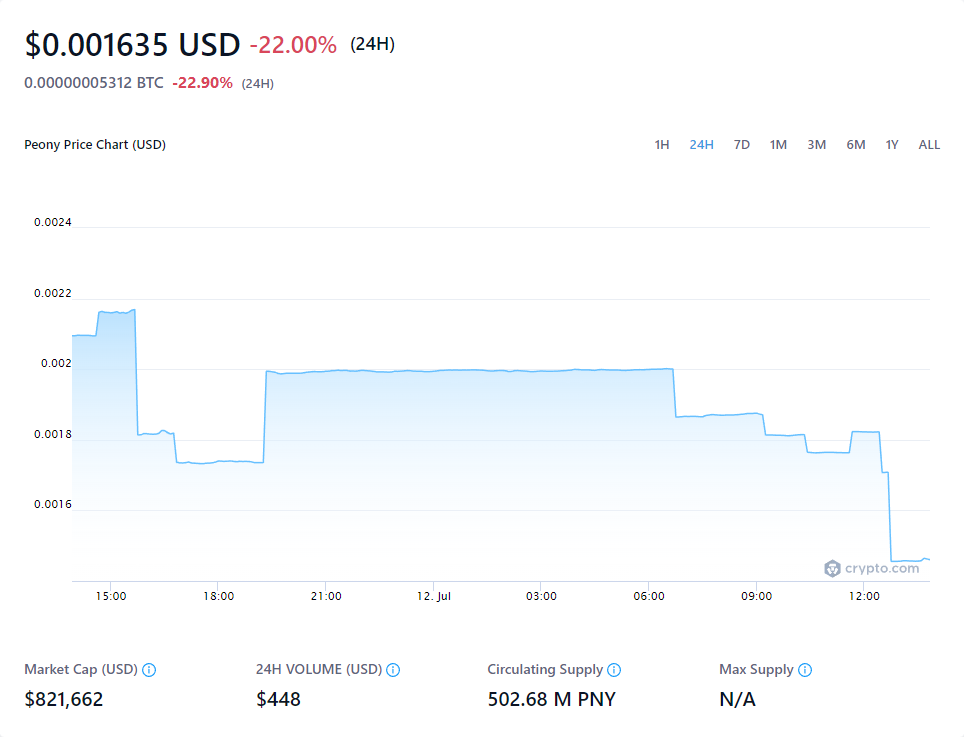 $0.001635 USD -22.00% (24H)
0.00000005312 BTC -22.90% (24H)
Peony Price Chart (USD) 1H 24H 7D 1M 3M 6M 1Y ALL
0.0024
0.0022
0.002
0.0018
0.0016
crypto.com
15:00 18:00 21:00 12. Jul 03:00 06:00 09:00 12:00
Market Cap (USD) 24H VOLUME (USD) Circulating Supply Max Supply
$821,662 $448 502.68 M PNY N/A